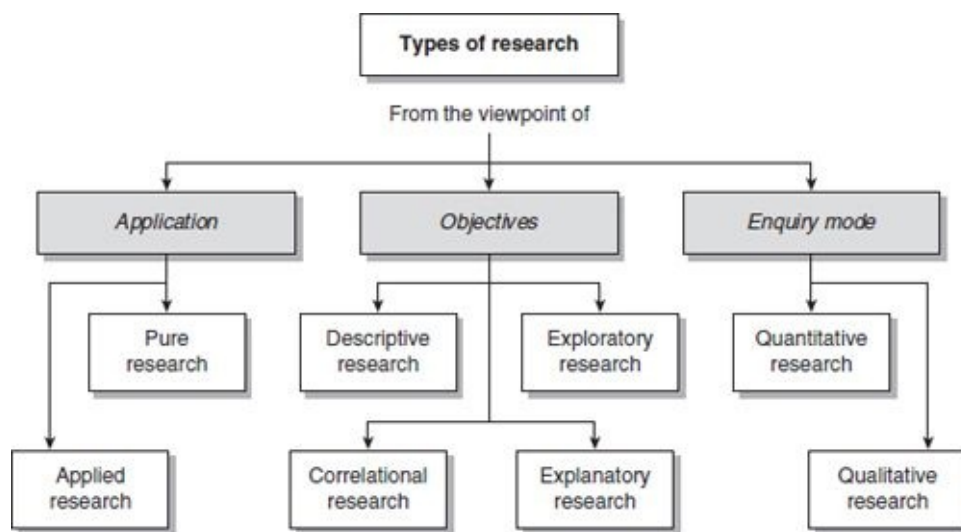 Types of research
From the viewpoint of
Application
Objectives
Enquiry mode
Pure
research
Descriptive
research
Exploratory
research
Quantitative
research
Applied
research
Correlational
research
Explanatory
research
Qualitative
research